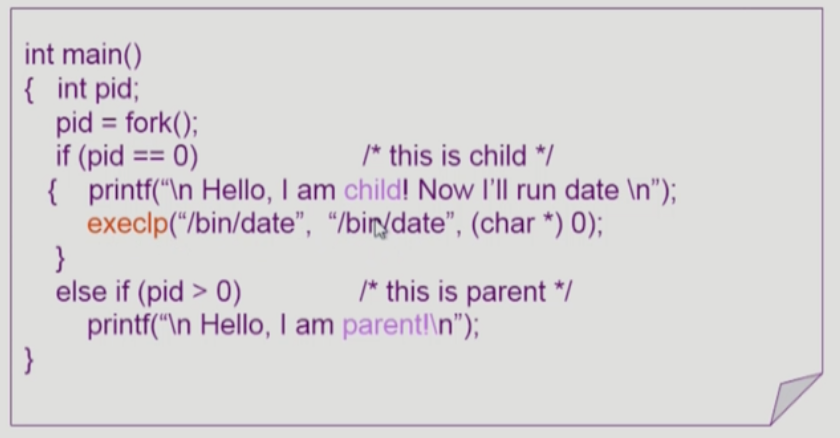 int main()
{ int pid;
pid = fork();
if (pid == 0) /* this is child */
{ printf(“\n Hello, I am child! Now I’ll run date \n”);
execlp(“/bin/date”, “/bin/date”, (char *) 0);
}
else if (pid > 0) /* this is parent */
printf(“\n Hello, I am parent!\n”);
}